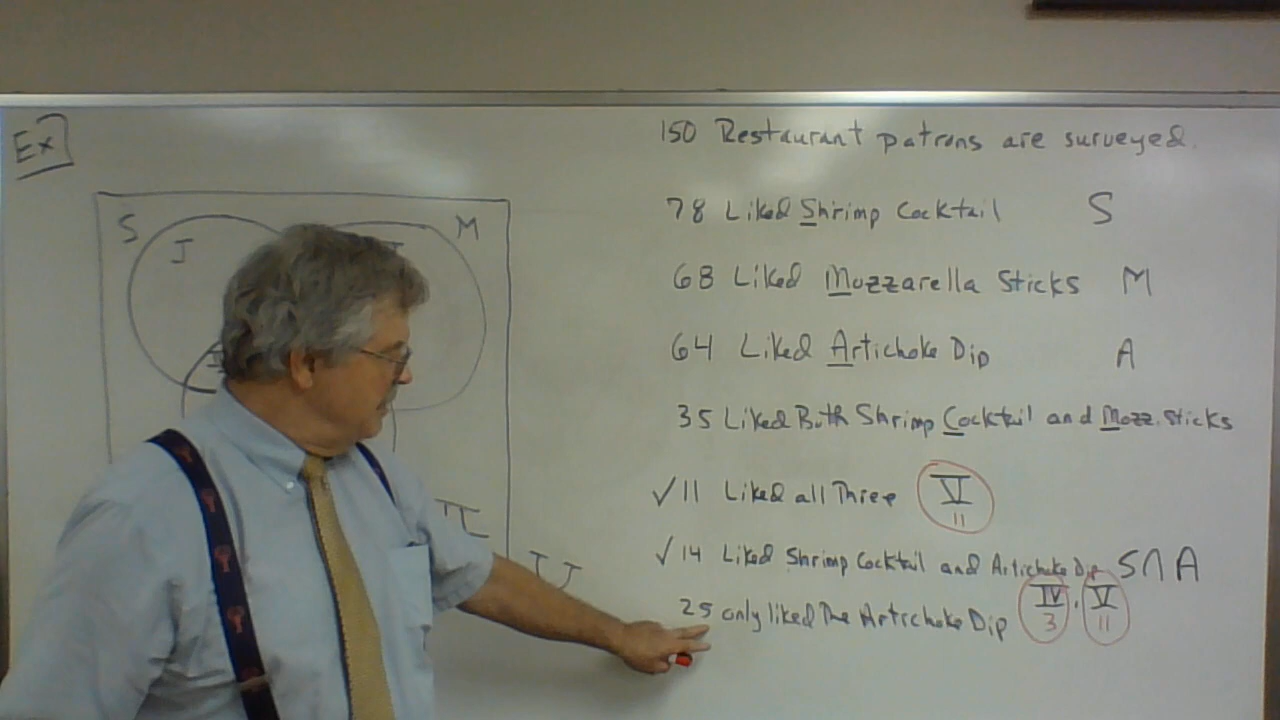 Ex
150 Restaurant patrons are surveyed.
S
M
I
78 Liked Shrimp Cocktail S
68 Liked Mozzarella Sticks M
64 Liked Artichoke Dip A
35 Liked Both Shrimp Cocktail and Mozz. Sticks
✓11 Liked all Three V
11
✓14 Liked Shrimp Cocktail and Artichoke Dip S∩A
25 only liked The Artichoke Dip IV, V
3 11
U